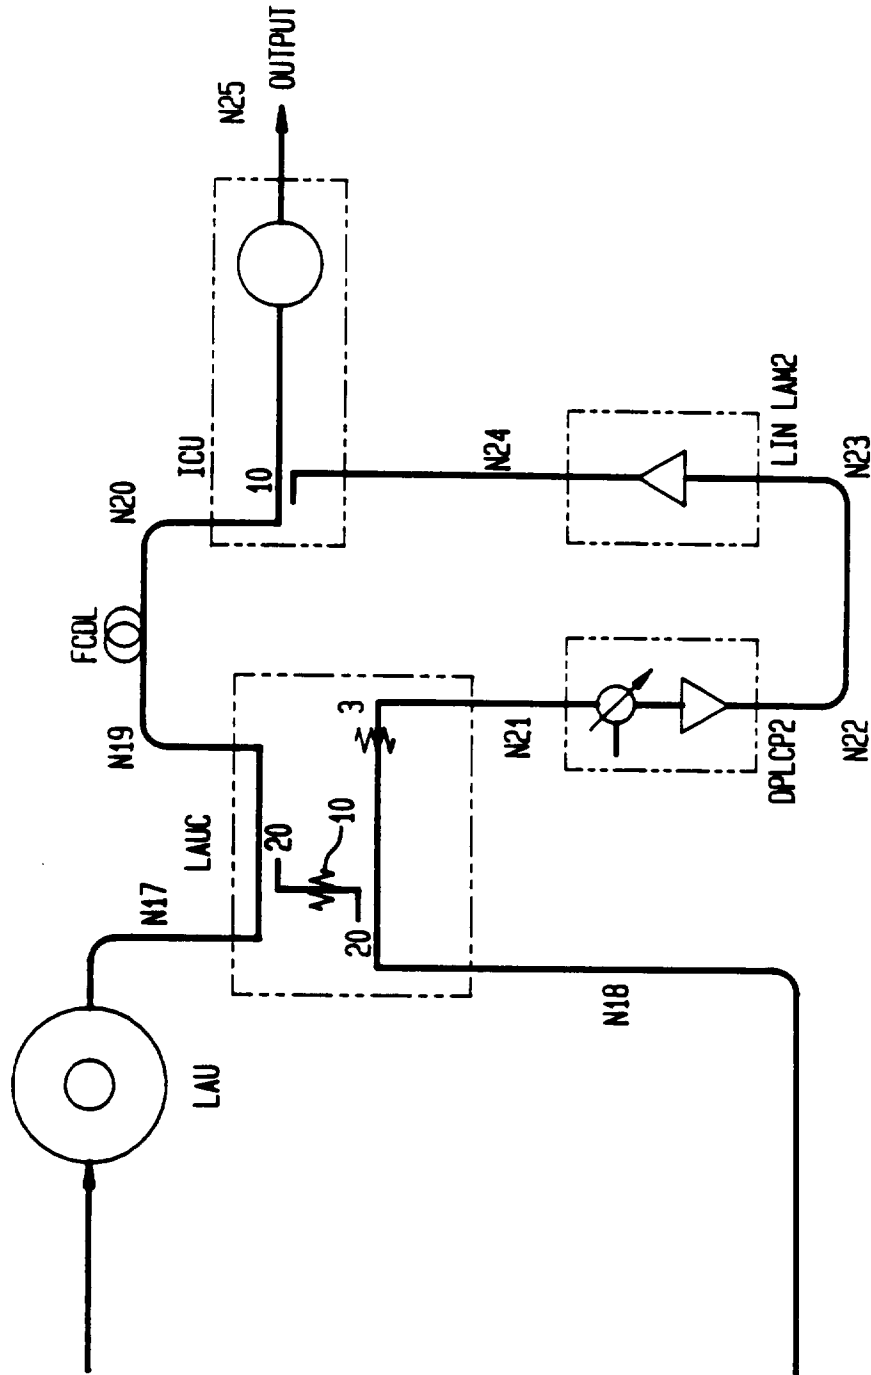 LAU
N17
LAUC
20
10
20
3
N19
FCDL
N20
ICU
10
N25
OUTPUT
N18
N21
DPLCP2
N22
N23
LIN LAM2
N24